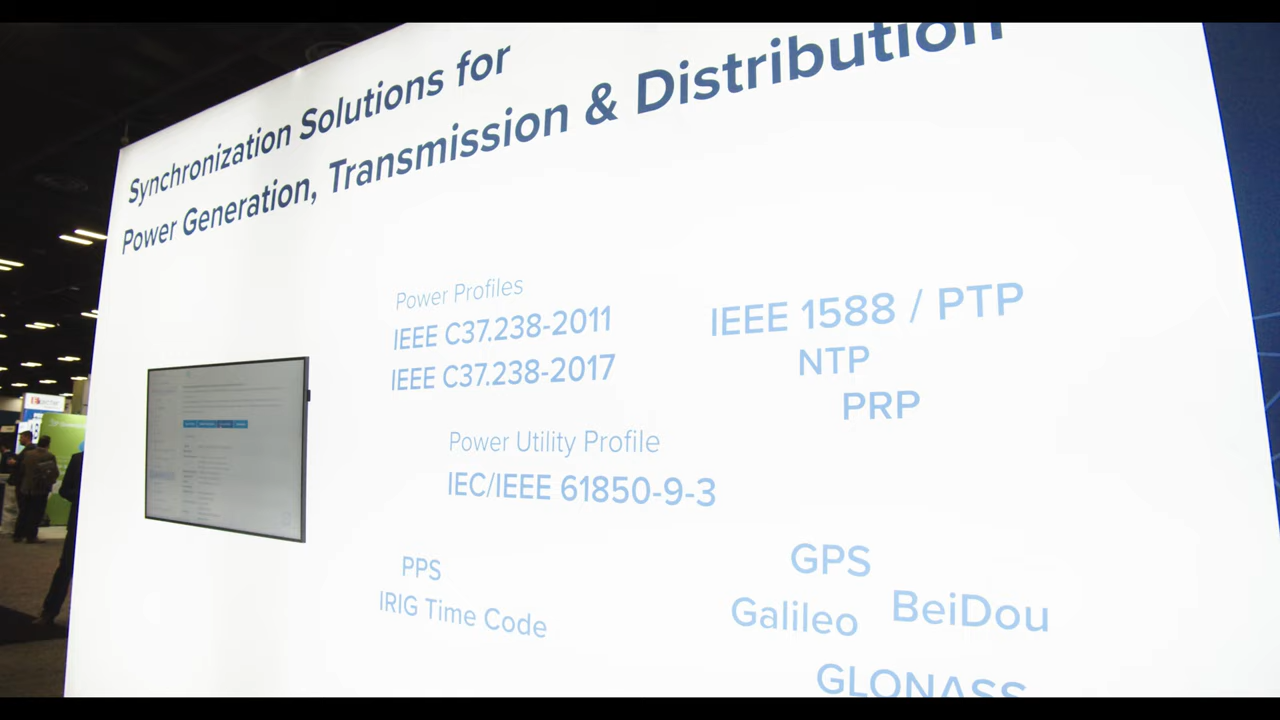 Synchronization Solutions for
Power Generation, Transmission & Distribution
Power Profiles
IEEE C37.238-2011
IEEE C37.238-2017
IEEE 1588 / PTP
NTP
PRP
Power Utility Profile
IEC/IEEE 61850-9-3
PPS
IRIG Time Code
GPS
Galileo
BeiDou
GLONASS